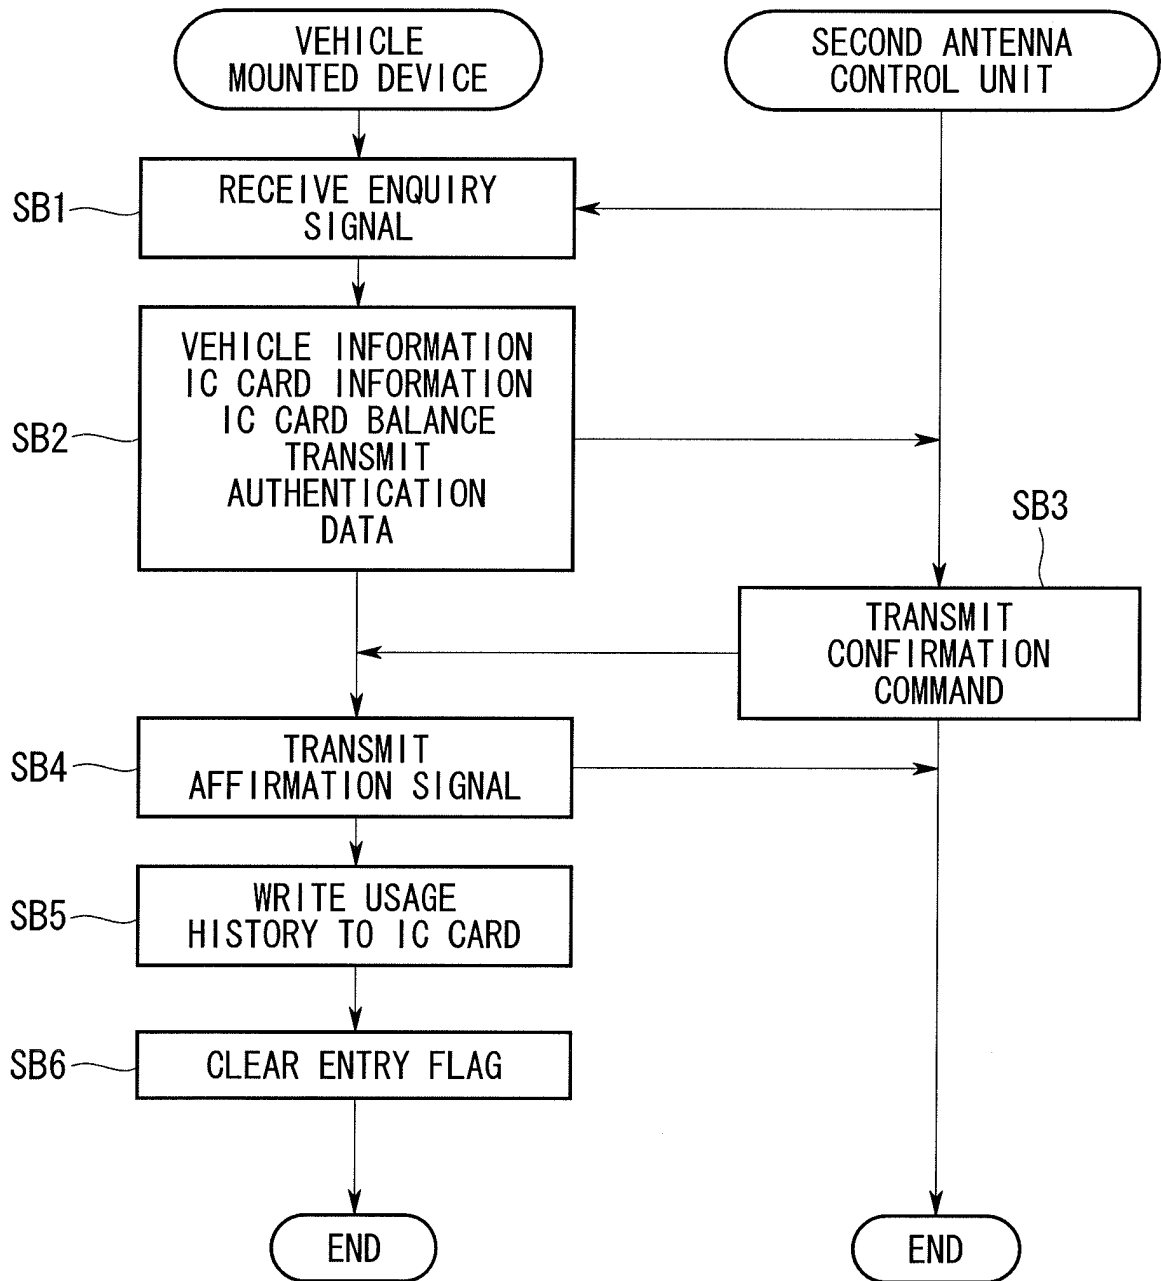 VEHICLE
MOUNTED DEVICE
SECOND ANTENNA
CONTROL UNIT
SB1
RECEIVE ENQUIRY
SIGNAL
SB2
VEHICLE INFORMATION
IC CARD INFORMATION
IC CARD BALANCE
TRANSMIT
AUTHENTICATION
DATA
SB3
TRANSMIT
CONFIRMATION
COMMAND
SB4
TRANSMIT
AFFIRMATION SIGNAL
SB5
WRITE USAGE
HISTORY TO IC CARD
SB6
CLEAR ENTRY FLAG
END
END